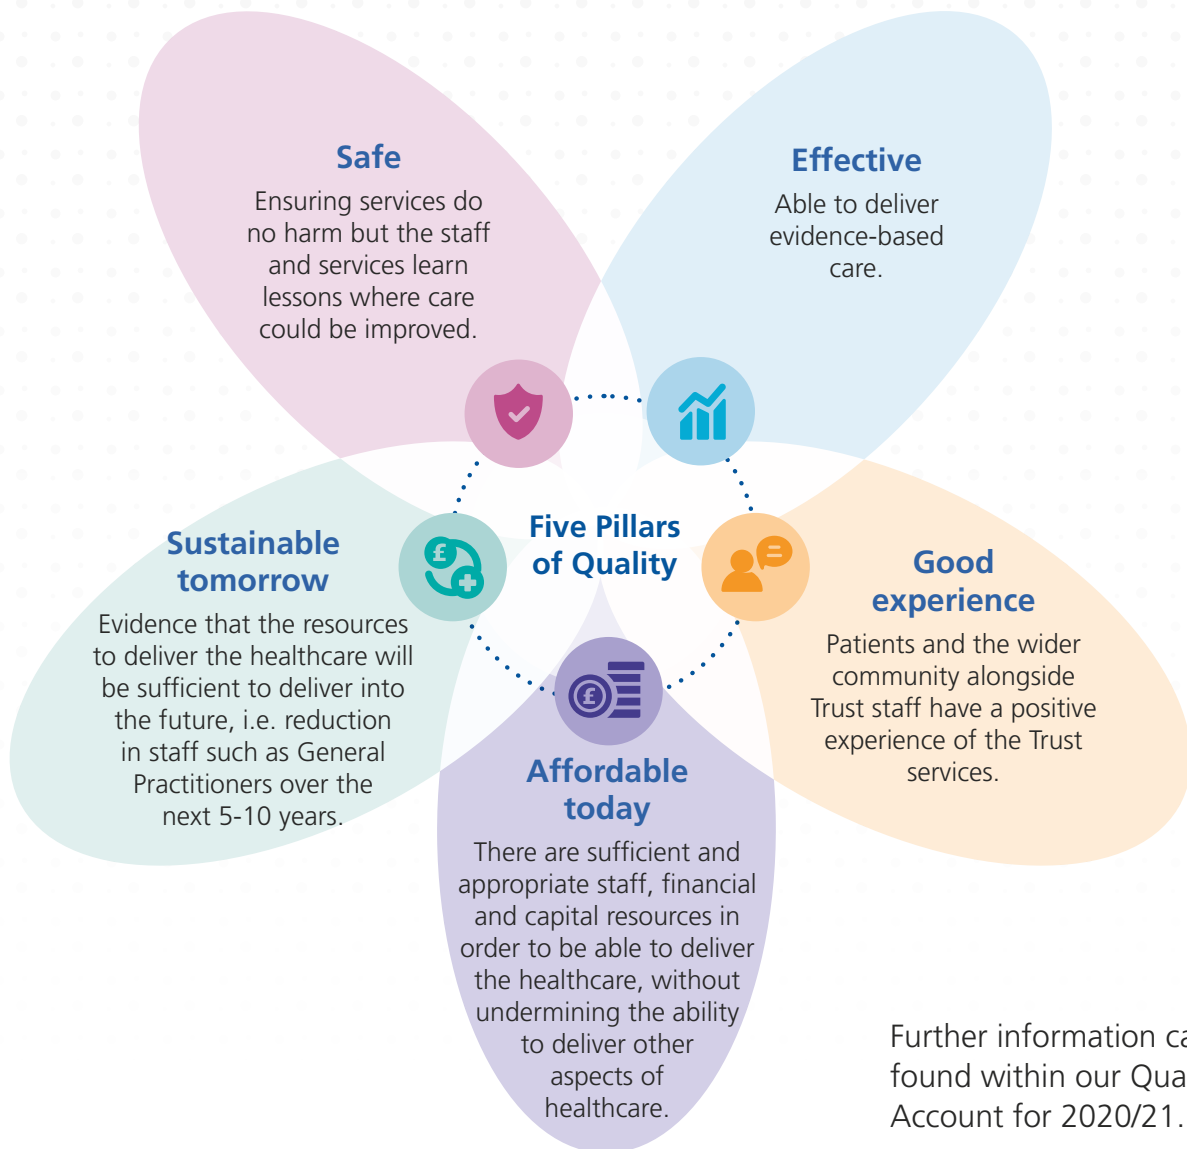 Safe
Ensuring services do
no harm but the staff
and services learn
lessons where care
could be improved.
Effective
Able to deliver
evidence-based
care.
Five Pillars
of Quality
Sustainable
tomorrow
Evidence that the resources
to deliver the healthcare will
be sufficient to deliver into
the future, i.e. reduction
in staff such as General
Practitioners over the
next 5-10 years.
£
Good
experience
Patients and the wider
community alongside
Trust staff have a positive
experience of the Trust
services.
£
Affordable
today
There are sufficient and
appropriate staff, financial
and capital resources in
order to be able to deliver
the healthcare, without
undermining the ability
to deliver other
aspects of
healthcare.
Further information
found within our
Account for 2020/21.